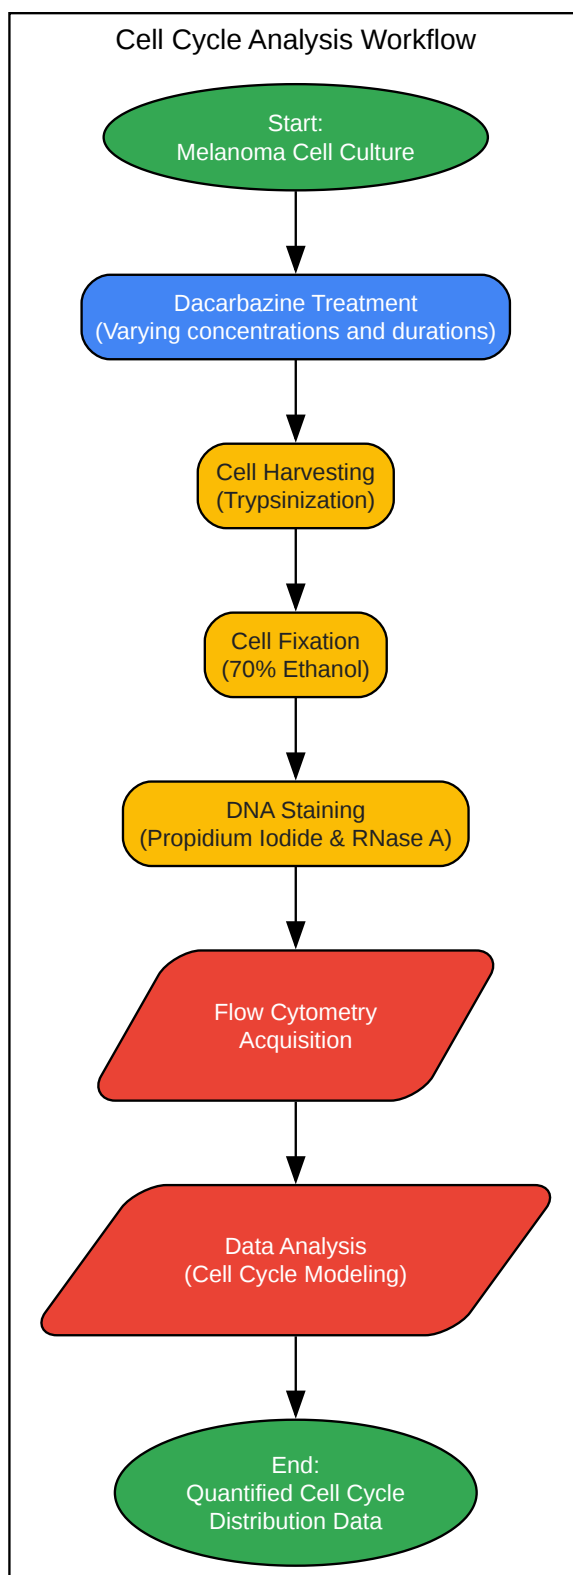 Cell Cycle Analysis Workflow
Start:
Melanoma Cell Culture
Dacarbazine Treatment
(Varying concentrations and durations)
Cell Harvesting
(Trypsinization)
Cell Fixation
(70% Ethanol)
DNA Staining
(Propidium Iodide & RNase A)
Flow Cytometry
Acquisition
Data Analysis
(Cell Cycle Modeling)
End:
Quantified Cell Cycle
Distribution Data